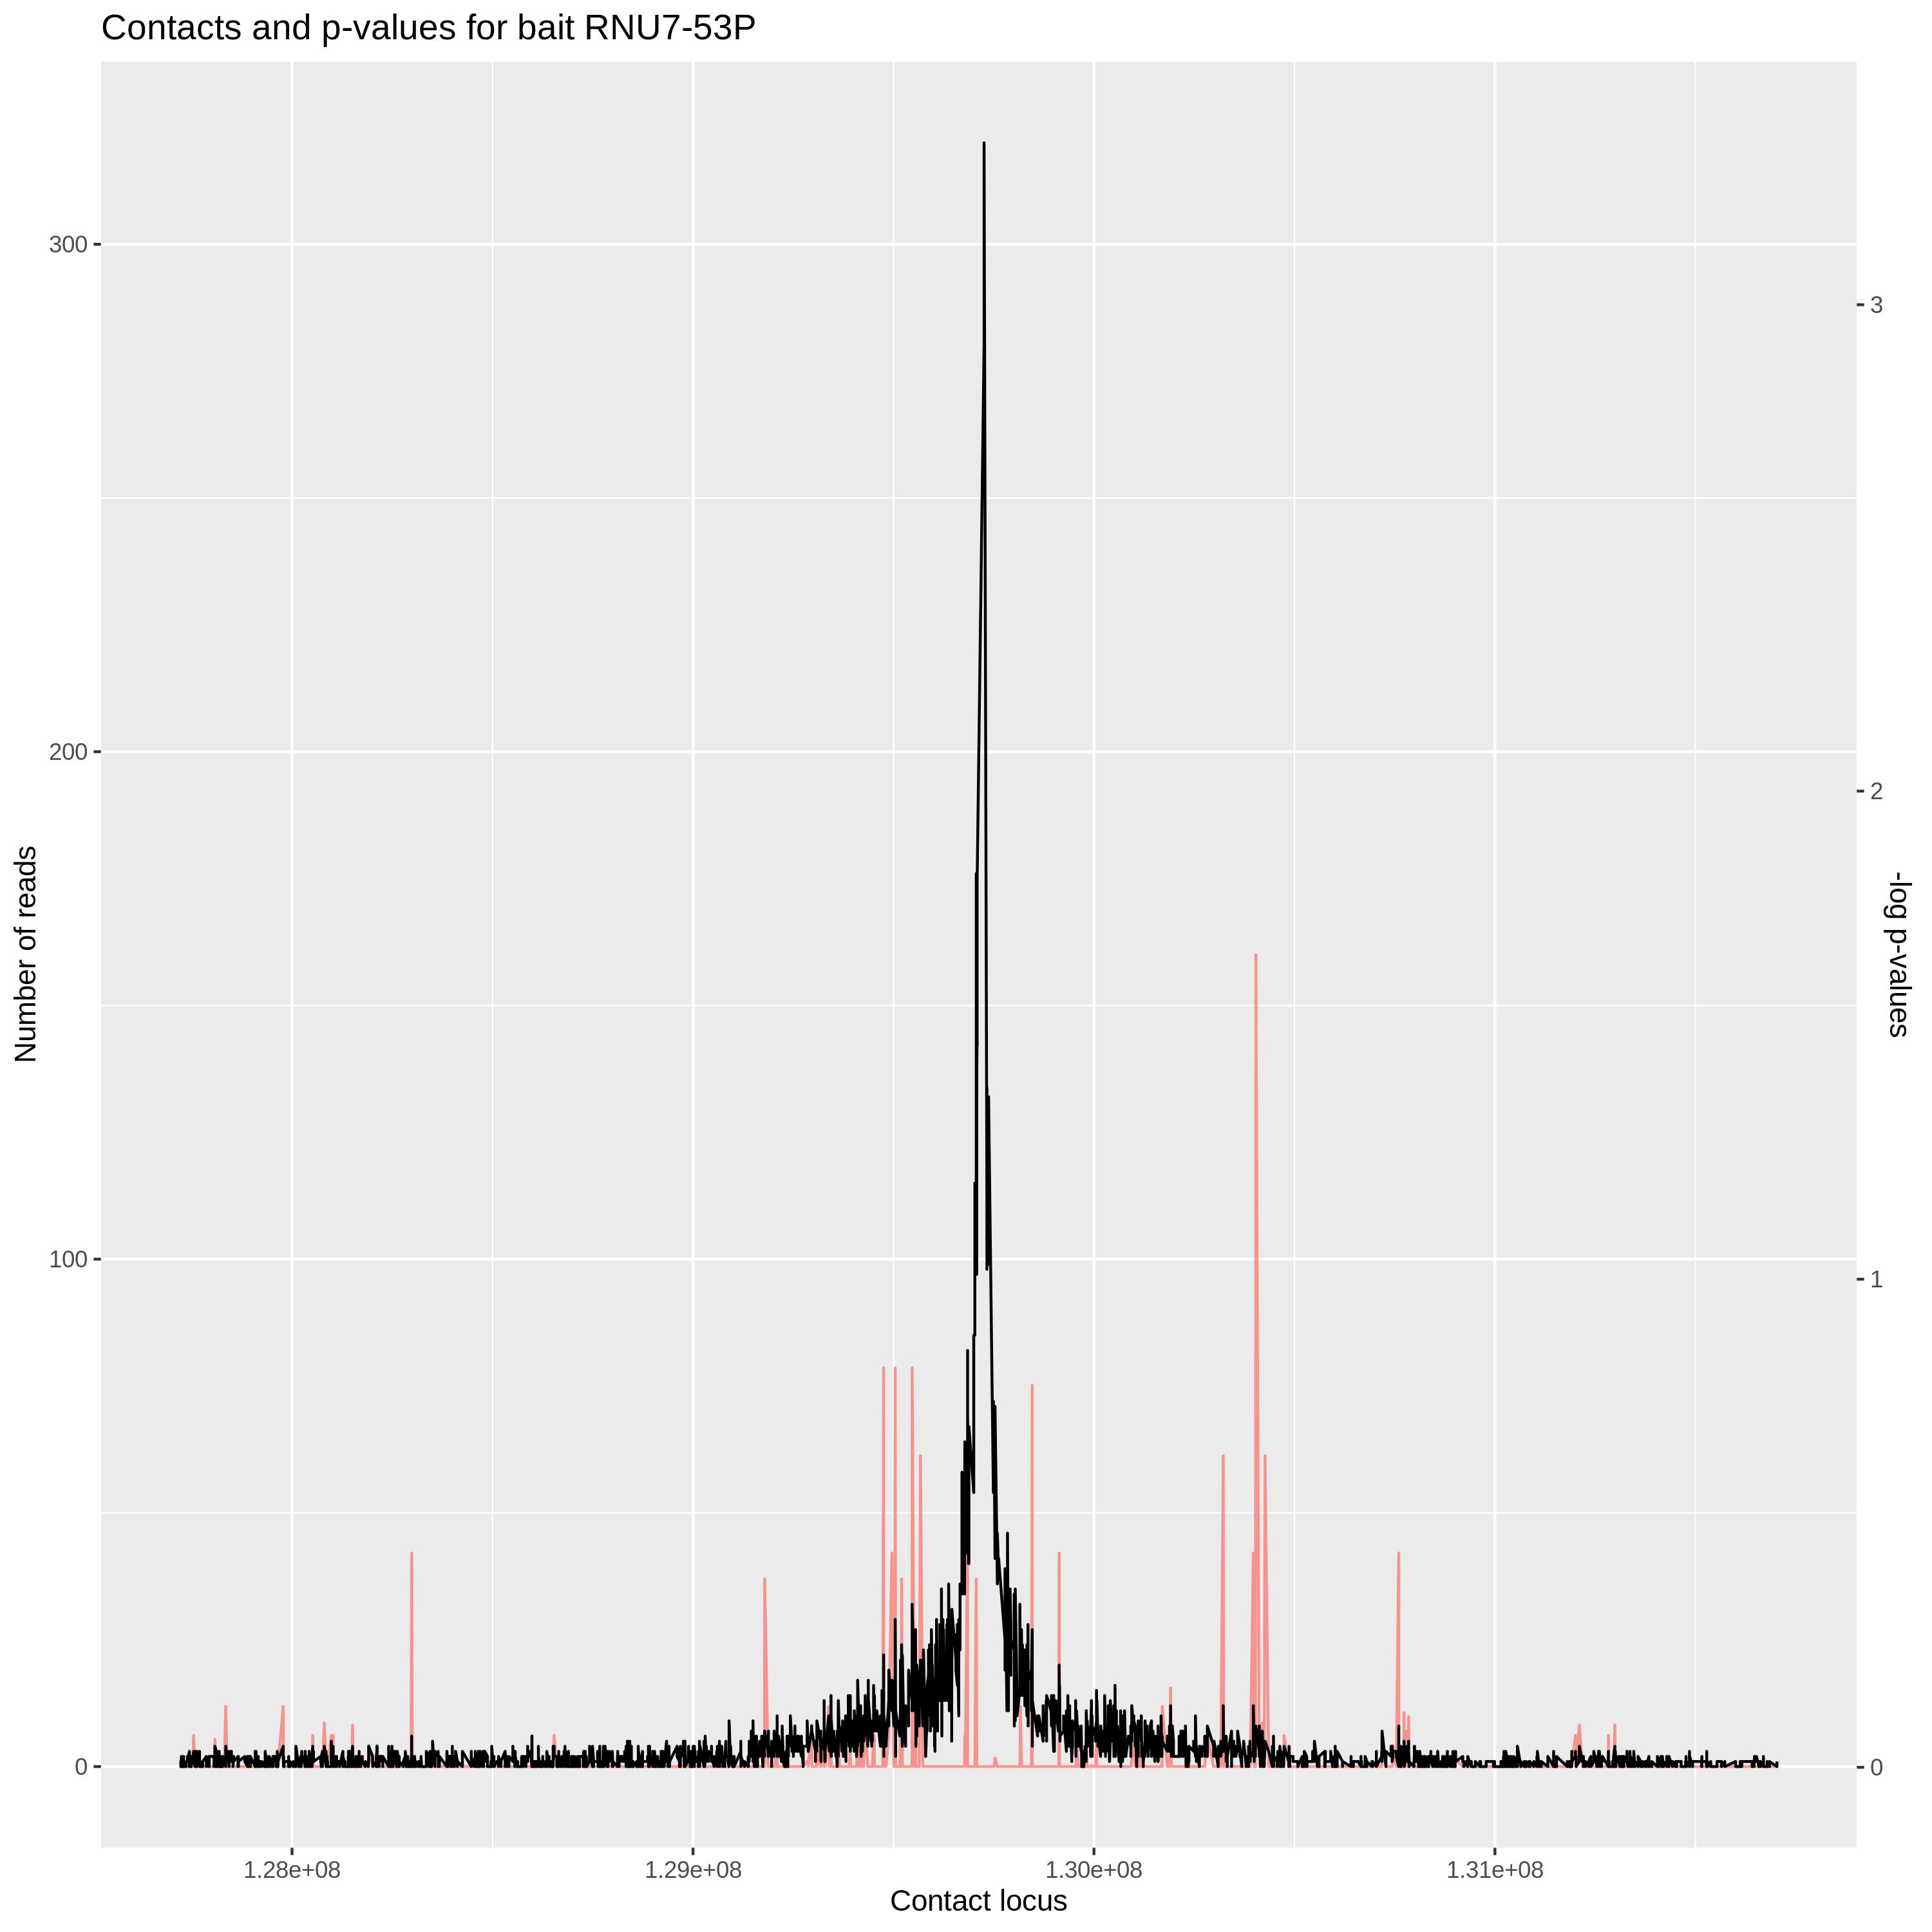 Contacts and p-values for bait RNU7-53P
300
200
100
0
Number of reads
3
2
1
0
-log p-values
1.28e+08
1.29e+08
1.30e+08
1.31e+08
Contact locus